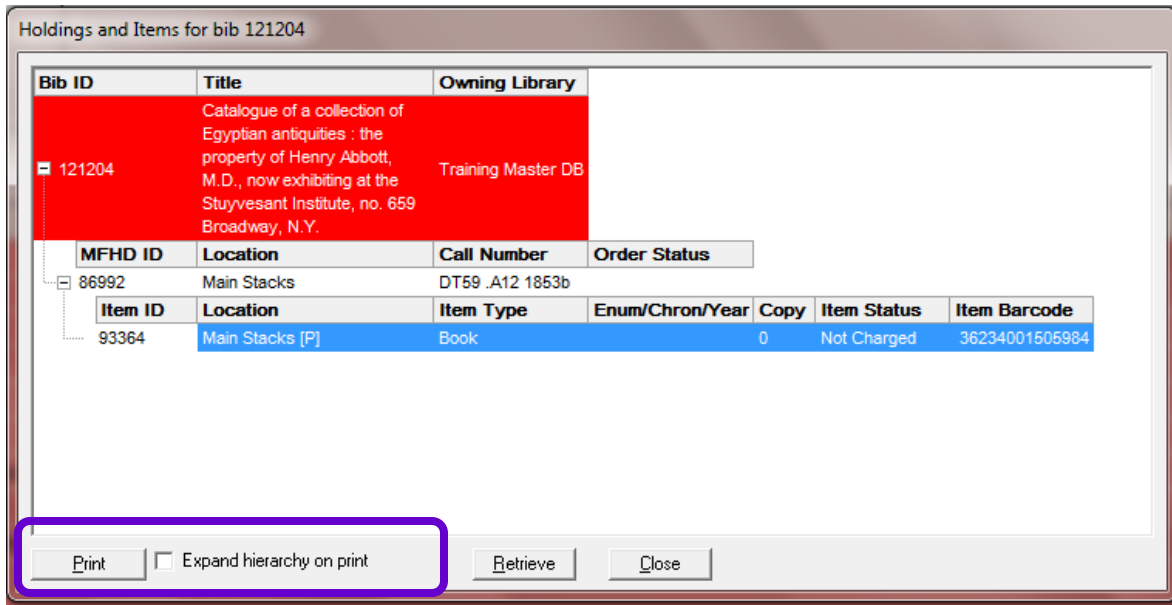 Holdings and Items for bib 121204
Bib ID Title Owning Library
Catalogue of a collection of
Egyptian antiquities : the
property of Henry Abbott,
121204 M.D., now exhibiting at the Training Master DB
Stuyvesant Institute, no. 659
Broadway, N.Y.
MFHD ID Location Call Number Order Status
86992 Main Stacks DT59 .A12 1853b
Item ID Location Item Type Enum/Chron/Year Copy Item Status Item Barcode
93364 Main Stacks [P] Book 0 Not Charged 36234001505984
Print Expand hierarchy on print Retrieve Close